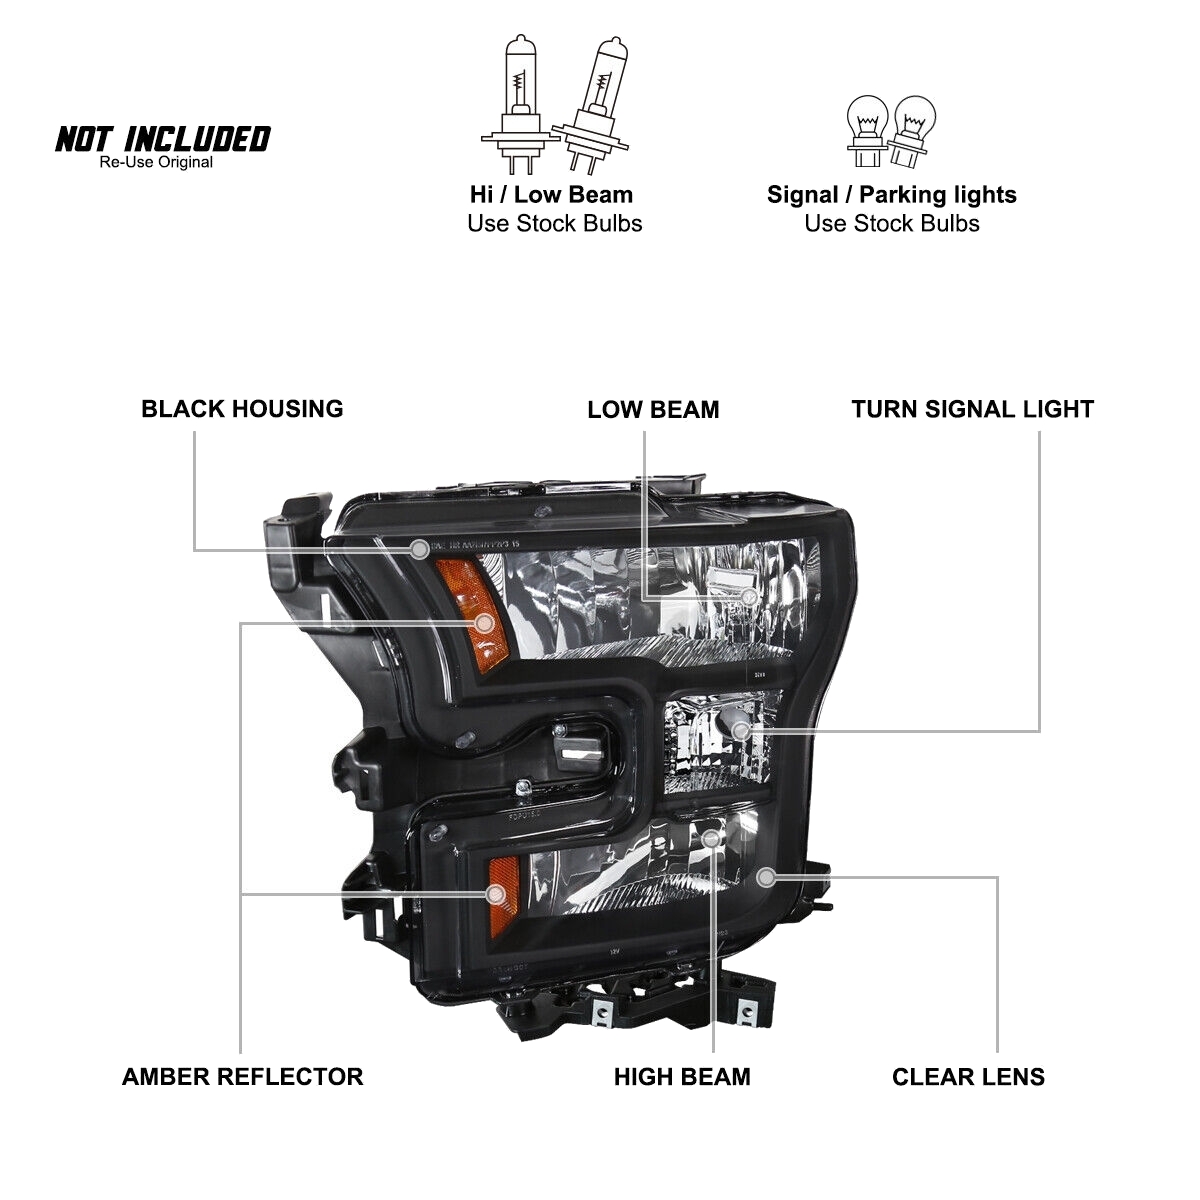 NOT INCLUDED
Re-Use Original
Hi / Low Beam
Use Stock Bulbs
Signal / Parking lights
Use Stock Bulbs
BLACK HOUSING
LOW BEAM
TURN SIGNAL LIGHT
12V
AMBER REFLECTOR
HIGH BEAM
CLEAR LENS